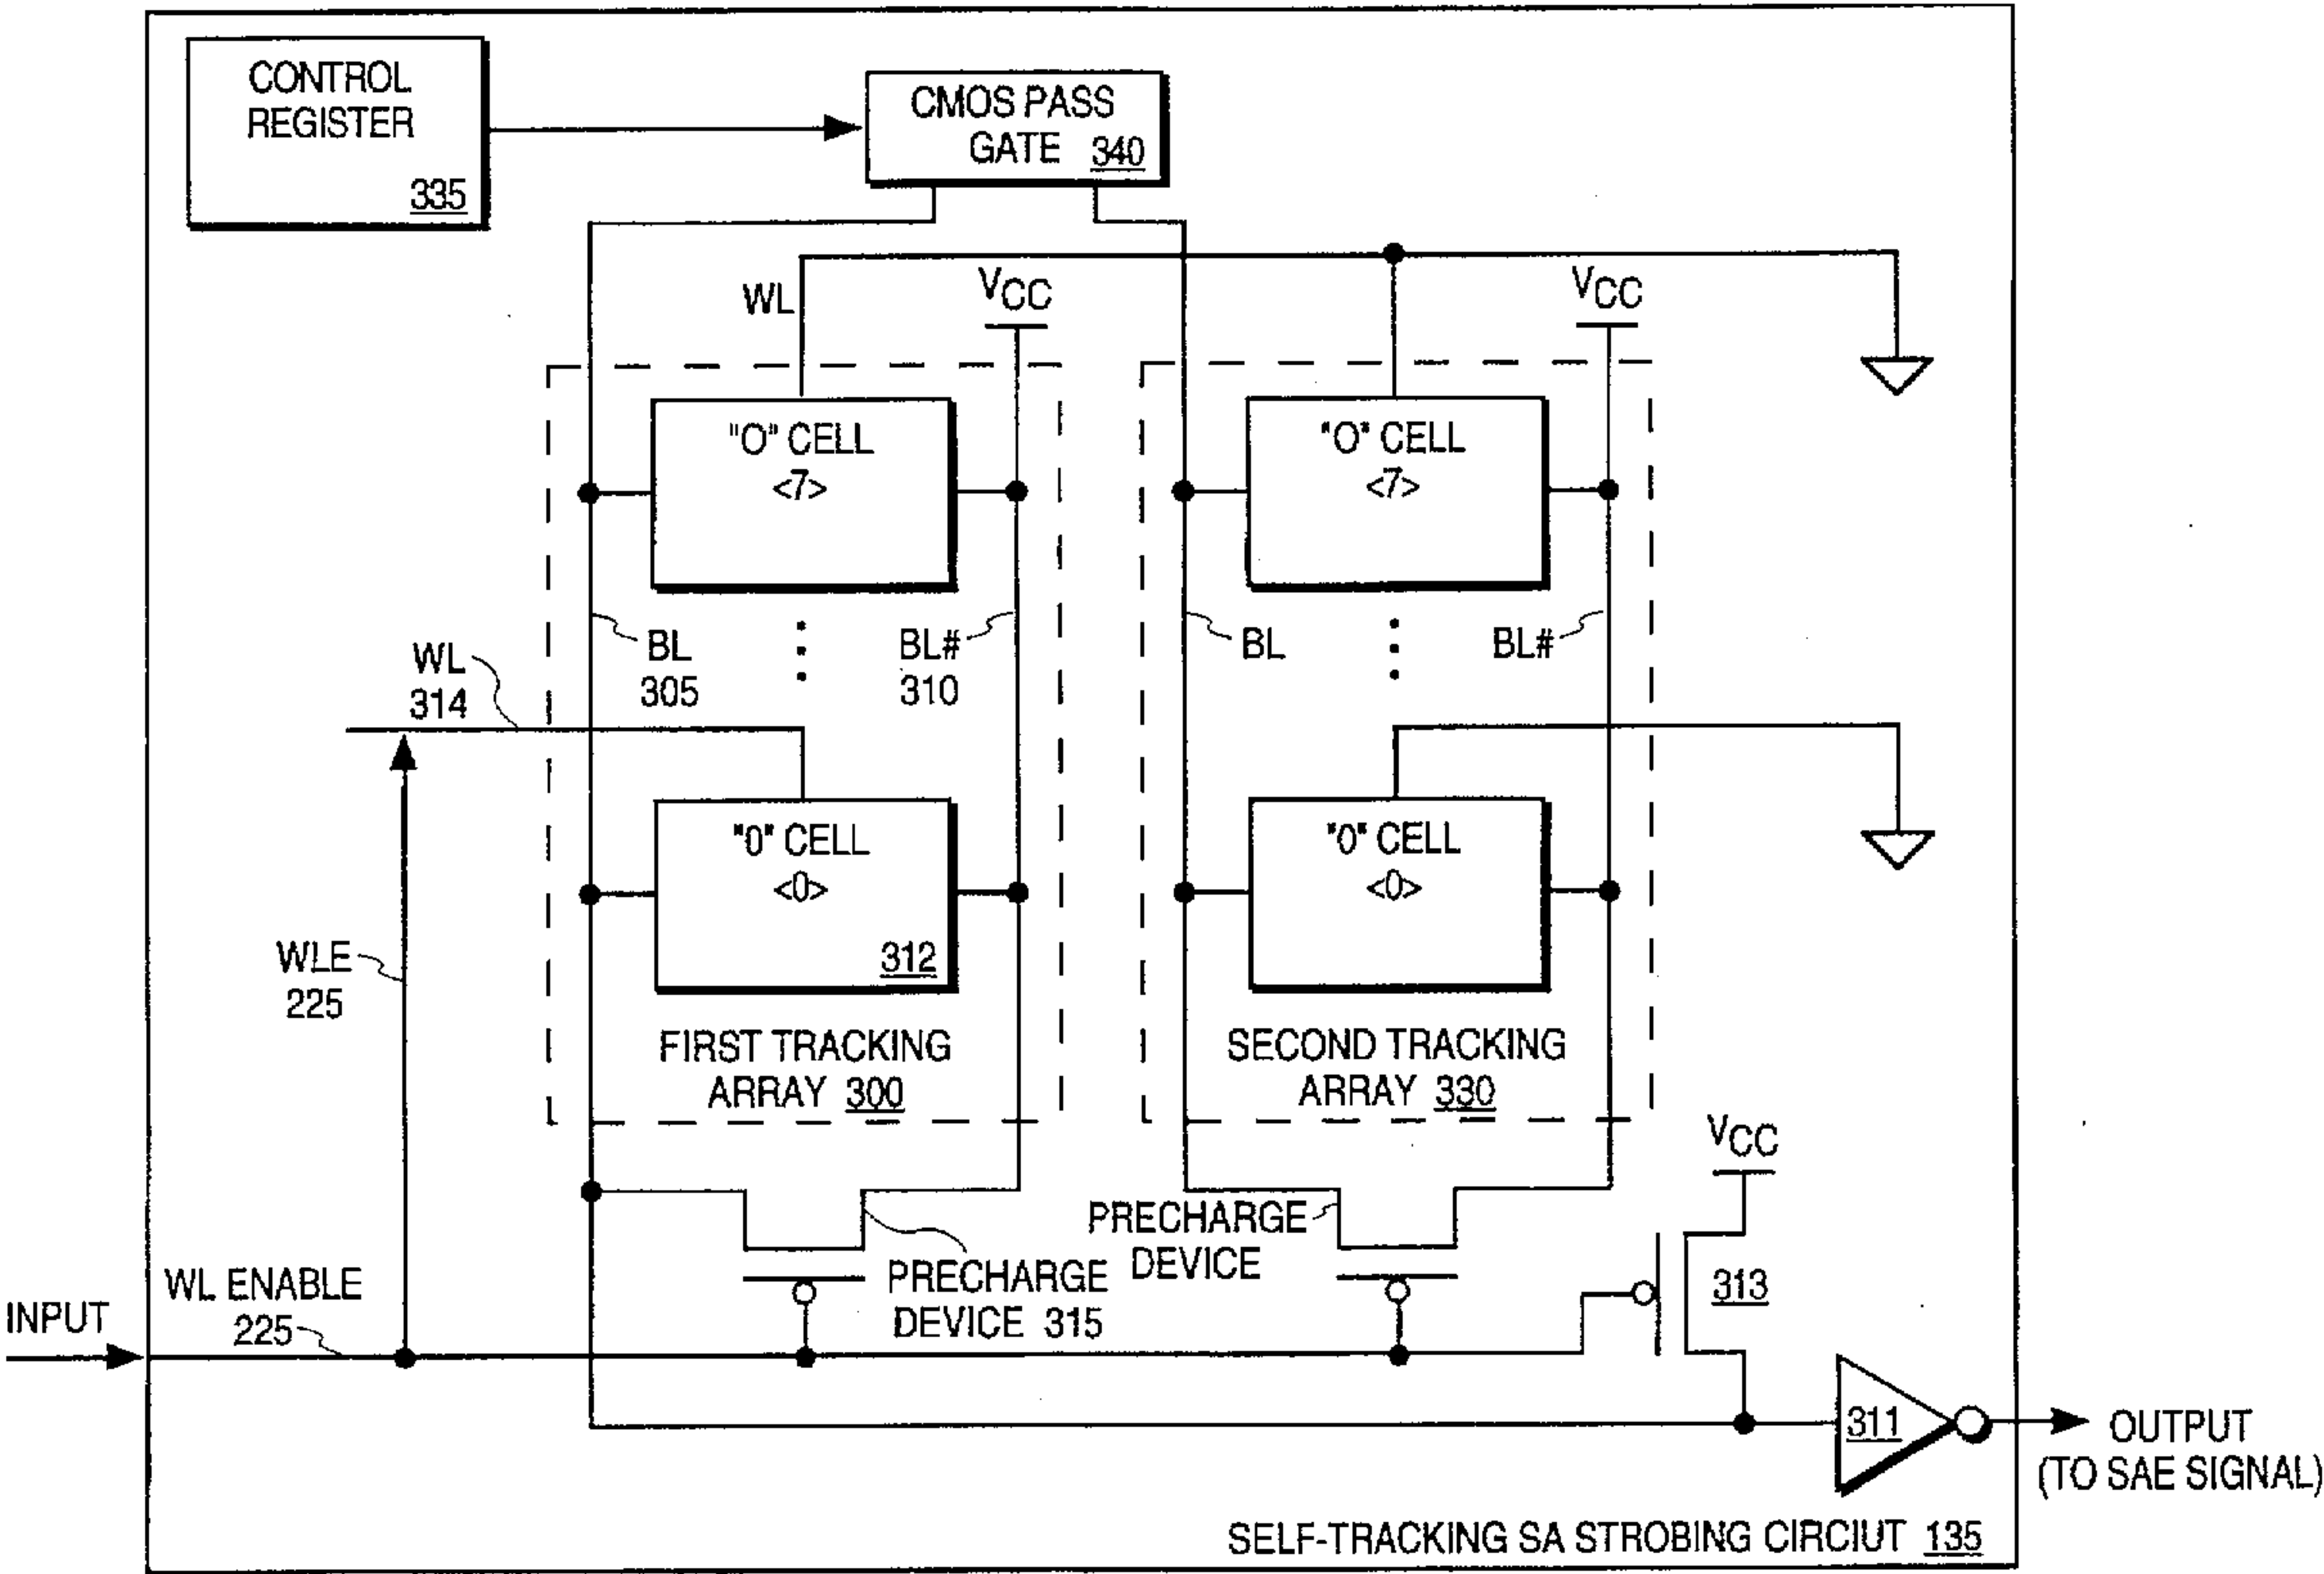 CONTROL
REGISTER
335
CMOS PASS
GATE 340
WL
VCC
VCC
"O" CELL
<7>
"O" CELL
<7>
BL
305
BL#
310
BL
BL#
WL
314
"0" CELL
<0>
312
"0" CELL
<0>
WLE
225
FIRST TRACKING
ARRAY 300
SECOND TRACKING
ARRAY 330
VCC
PRECHARGE
DEVICE
PRECHARGE
DEVICE 315
313
WL ENABLE
225
INPUT
311
OUTPUT
(TO SAE SIGNAL)
SELF-TRACKING SA STROBING CIRCIUT 135